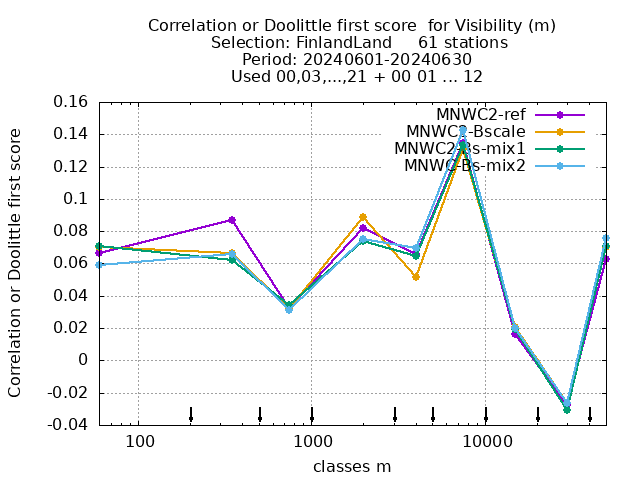 Correlation or Doolittle first score  for Visibility (m)
Selection: FinlandLand     61 stations
Period: 20240601-20240630
Used 00,03,...,21 + 00 01 ... 12
Correlation or Doolittle first score
0.16
0.14
0.12
0.1
0.08
0.06
0.04
0.02
0
-0.02
-0.04
MNWC2-ref
MNWC2-Bscale
MNWC2-Bs-mix1
MNWC-Bs-mix2
100
1000
10000
classes m